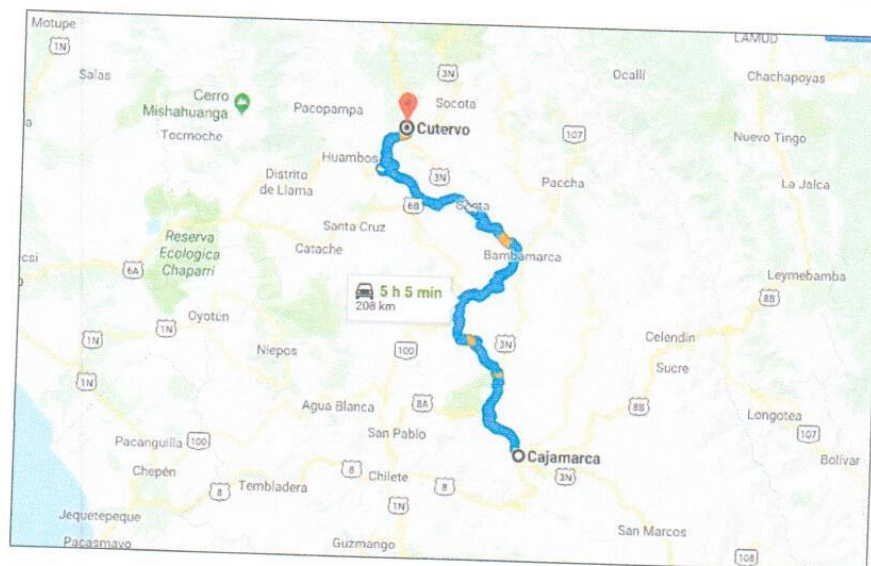 Motupe
1N
LAMUD
3N
Ocalli
Chachapoyas
Salas
Cerro
Mishahuanga
Pacopampa
Socota
Tocmoche
Cutervo
107
Nuevo Tingo
Huambos
3N
Distrito
de Llama
Paccha
La Jalca
6B
Santa Cruz
Catache
Bambamarca
Reserva
Ecologica
Chaparri
6A
Leymebamba
5 h 5 min
208 km
8B
Oyotún
1N
1N
Niepos
100
3N
Celendín
Sucre
1N
Agua Blanca
8A
8B
Longotea
San Pablo
107
Pacanguilla
100
Cajamarca
Bolívar
Chepén
8
Chilete
8
3N
Tembladera
8
1N
Jequetepeque
San Marcos
Pacasmayo
Guzmango
108